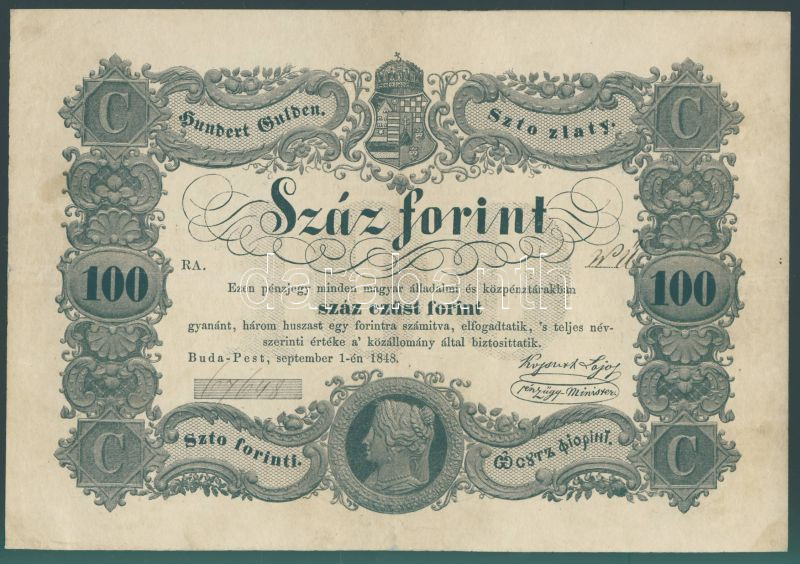 C
Hundert Gulden.
Szto zlaty.
C
Száz forint
RA.
100
100
Ezen pénzjegy minden magyar álladalmi és közpénztárakban
száz ezüst forint
gyanánt, három huszast egy forintra számitva, elfogadtatik, 's teljes név-
szerinti értéke a' közállomány által biztosittatik.
Buda-Pest, september 1-én 1848.
Kossuth Lajos
pénzügy-Minister.
C
Szto forinti.
C
darabanth